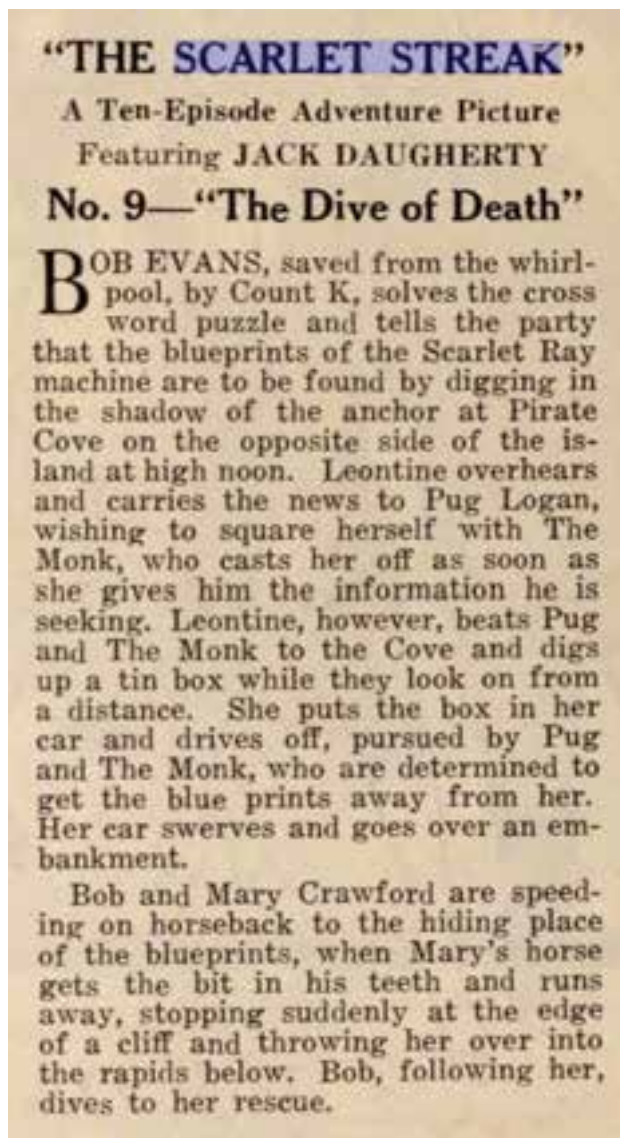 "THE SCARLET STREAK"
A Ten-Episode Adventure Picture
Featuring JACK DAUGHERTY
No. 9—"The Dive of Death"
BOB EVANS, saved from the whirl-
pool, by Count K, solves the cross
word puzzle and tells the party
that the blueprints of the Scarlet Ray
machine are to be found by digging in
the shadow of the anchor at Pirate
Cove on the opposite side of the is-
land at high noon. Leontine overhears
and carries the news to Pug Logan,
wishing to square herself with The
Monk, who casts her off as soon as
she gives him the information he is
seeking. Leontine, however, beats Pug
and The Monk to the Cove and digs
up a tin box while they look on from
a distance. She puts the box in her
car and drives off, pursued by Pug
and The Monk, who are determined to
get the blue prints away from her.
Her car swerves and goes over an em-
bankment.
Bob and Mary Crawford are speed-
ing on horseback to the hiding place
of the blueprints, when Mary's horse
gets the bit in his teeth and runs
away, stopping suddenly at the edge
of a cliff and throwing her over into
the rapids below. Bob, following her,
dives to her rescue.